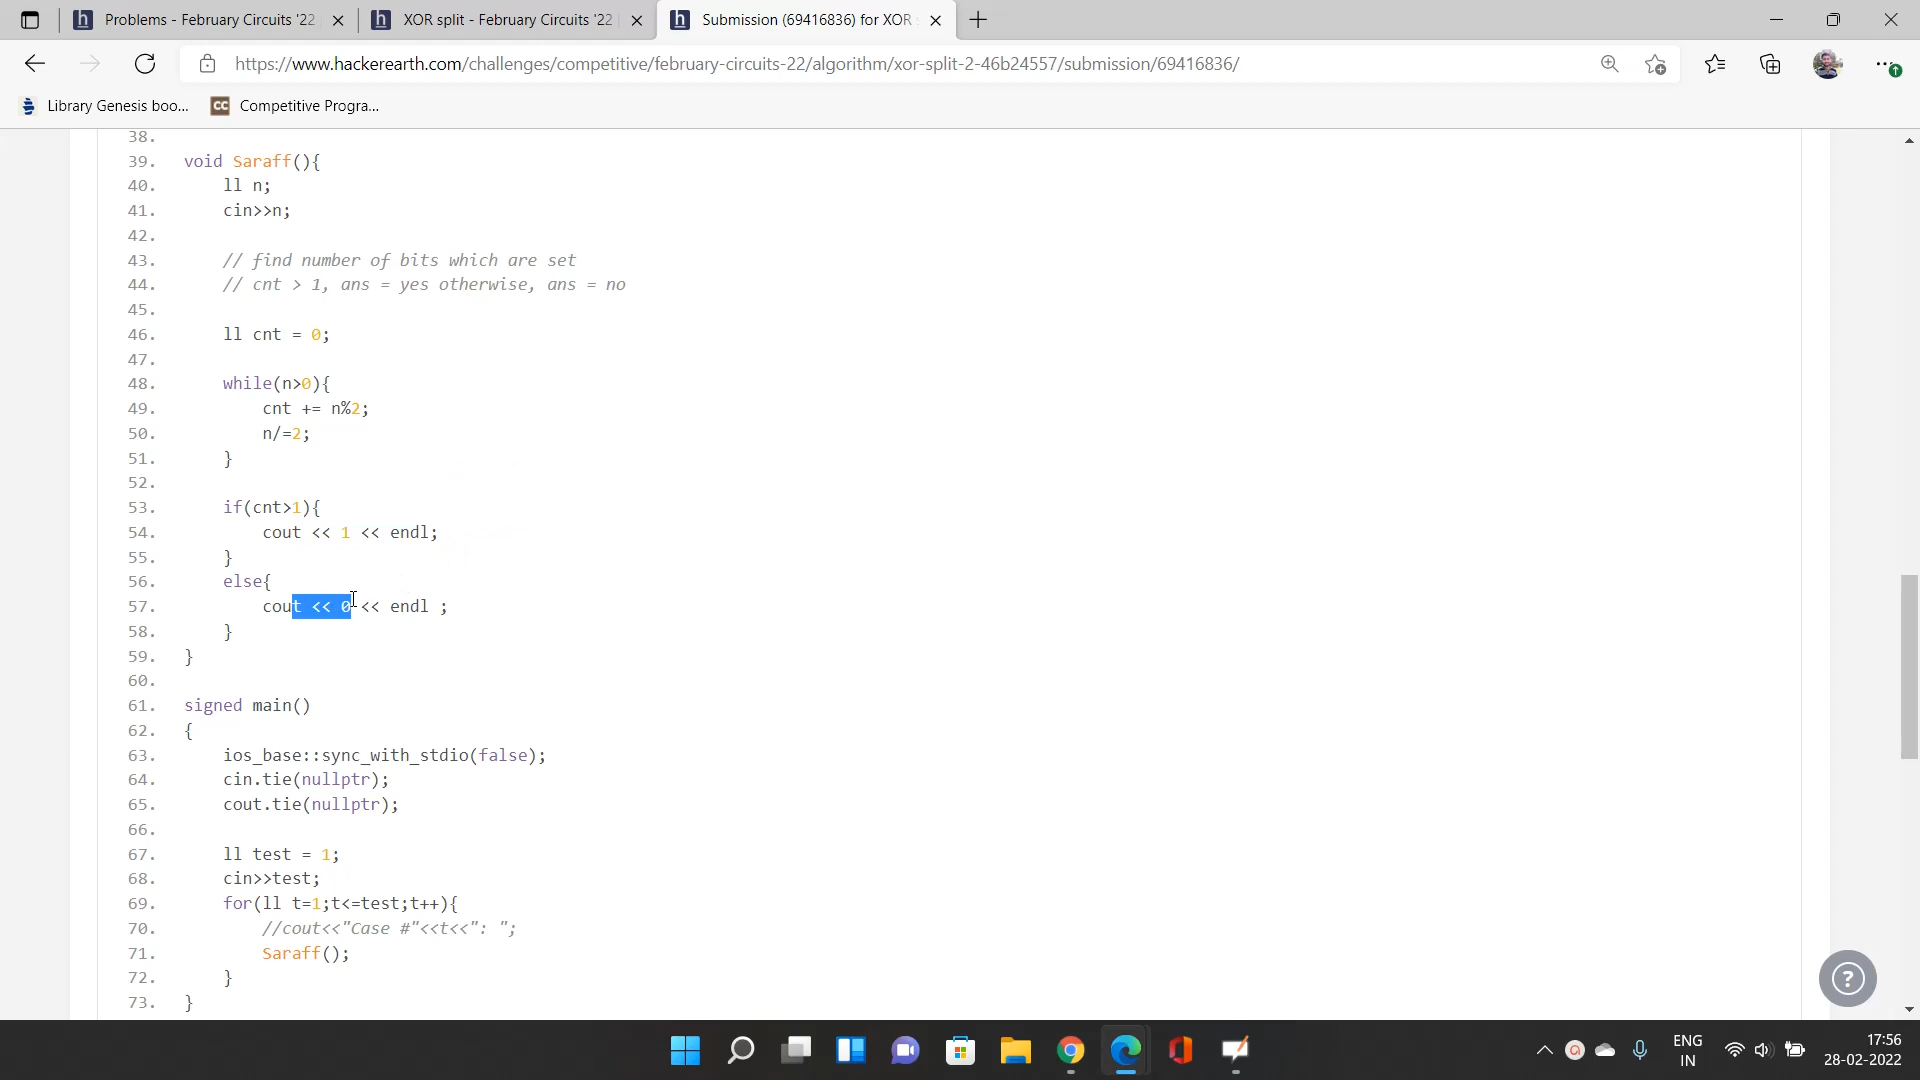 Problems - February Circuits '22
XOR split - February Circuits '22
Submission (69416836) for XOR
https://www.hackerearth.com/challenges/competitive/february-circuits-22/algorithm/xor-split-2-46b24557/submission/69416836/
Library Genesis boo...
CC Competitive Progra...
38.
39. void Saraff(){
40. ll n;
41. cin>>n;
42.
43. // find number of bits which are set
44. // cnt > 1, ans = yes otherwise, ans = no
45.
46. ll cnt = 0;
47.
48. while(n>0){
49. cnt += n%2;
50. n/=2;
51. }
52.
53. if(cnt>1){
54. cout << 1 << endl;
55. }
56. else{
57. cout << 0 << endl ;
58. }
59. }
60.
61. signed main()
62. {
63. ios_base::sync_with_stdio(false);
64. cin.tie(nullptr);
65. cout.tie(nullptr);
66.
67. ll test = 1;
68. cin>>test;
69. for(ll t=1;t<=test;t++){
70. //cout<<"Case #"<<t<<": ";
71. Saraff();
72. }
73. }
?
ENG
IN
17:56
28-02-2022